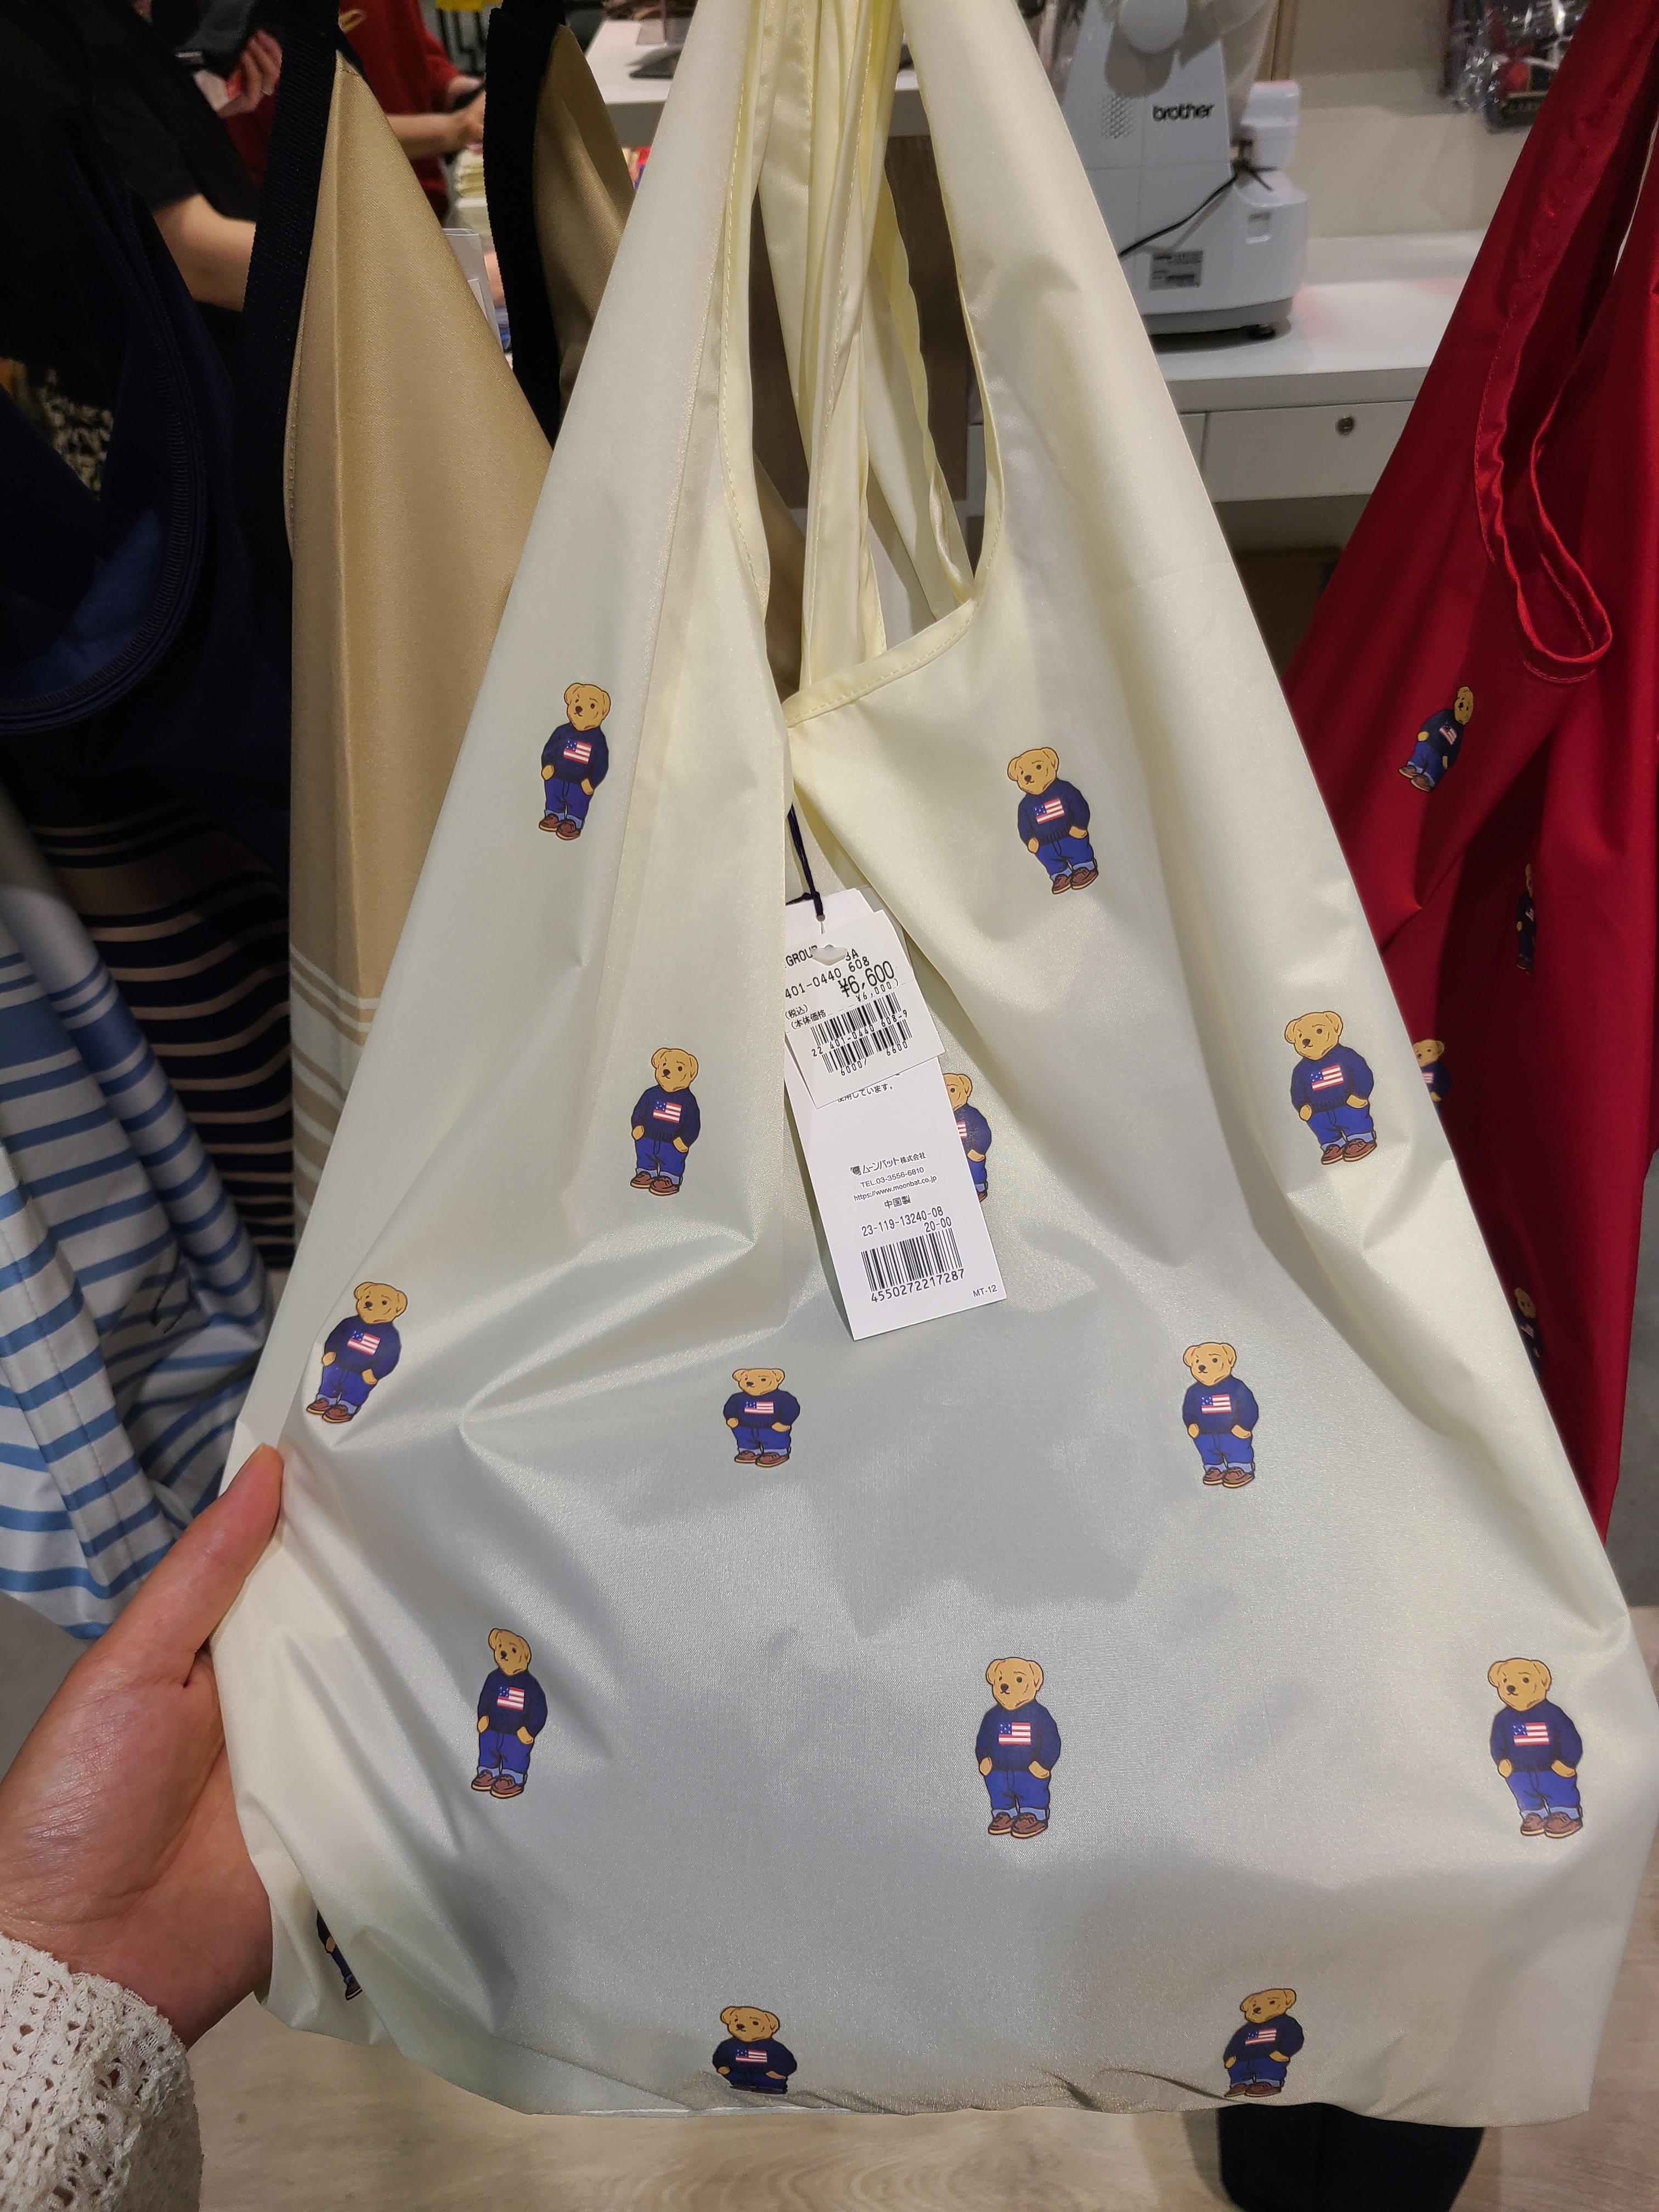 brother
GROUP
401-0440 608
¥6,600
¥6,000)
(税込)
(本体価格
22 401-0440 608-9
6000 6600
使用しています。
ムーンバット株式会社
TEL.03-3556-6810
https://www.moonbat.co.jp
中国製
23-119-13240-08
20-00
4550272217287
MT-12